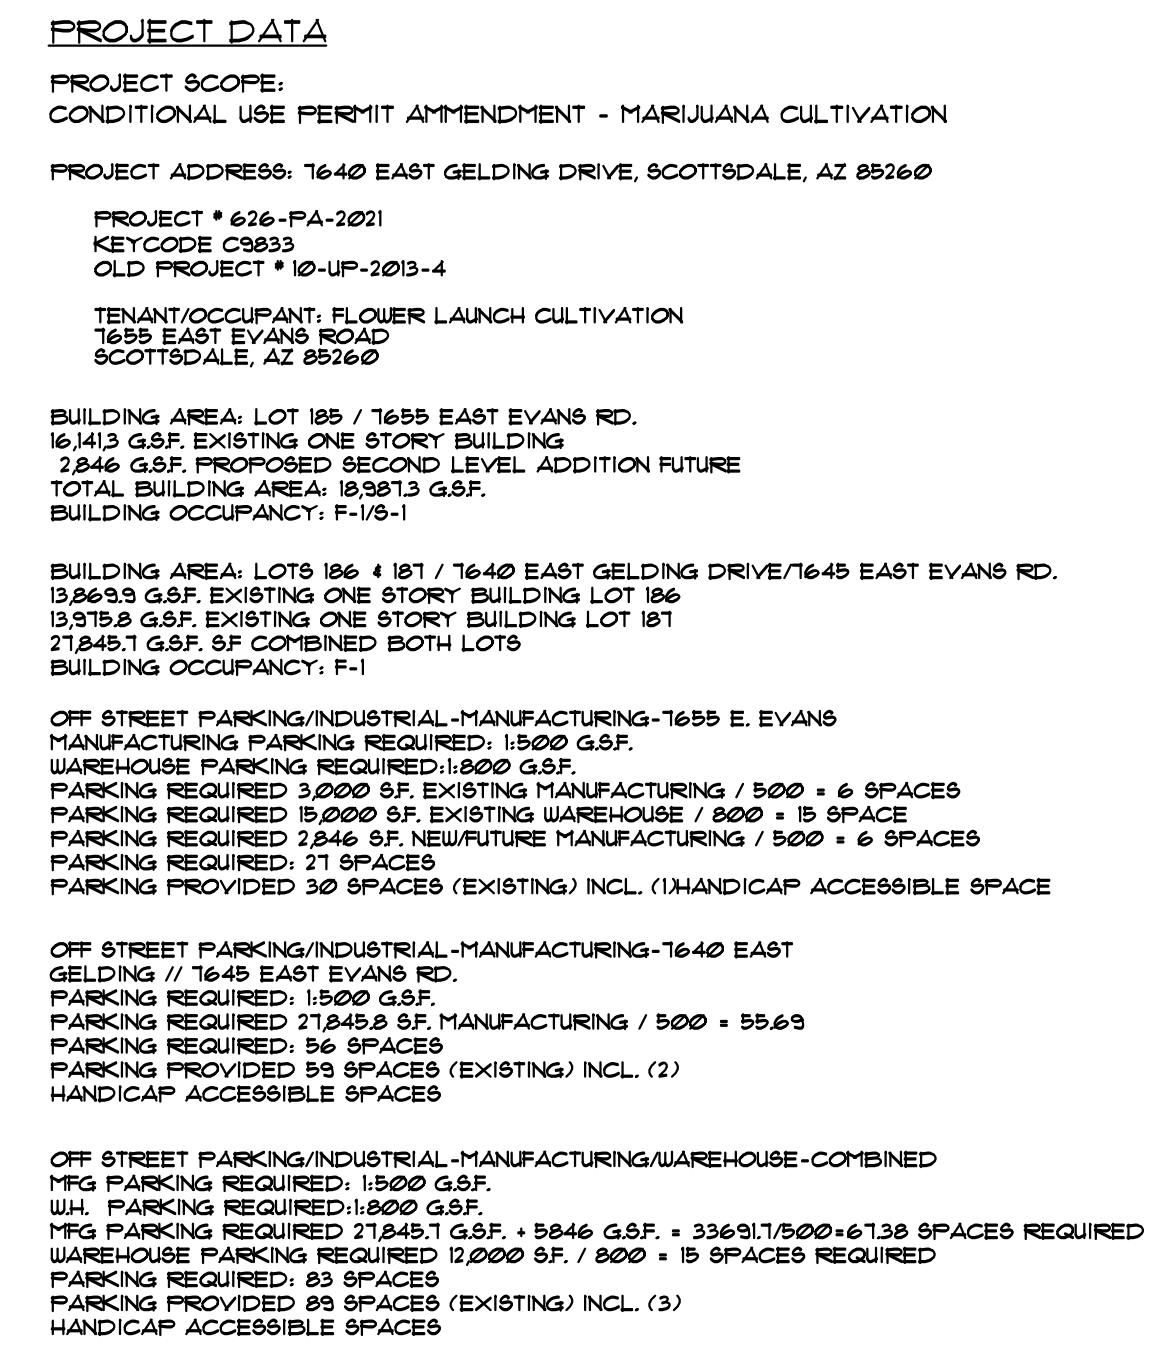 PROJECT DATA
PROJECT SCOPE:
CONDITIONAL USE PERMIT AMMENDMENT - MARIJUANA CULTIVATION
PROJECT ADDRESS: 7640 EAST GELDING DRIVE, SCOTTSDALE, AZ 85260
PROJECT # 626-PA-2021
KEYCODE C9833
OLD PROJECT # 10-UP-2013-4
TENANT/OCCUPANT: FLOWER LAUNCH CULTIVATION
7655 EAST EVANS ROAD
SCOTTSDALE, AZ 85260
BUILDING AREA: LOT 185 / 7655 EAST EVANS RD.
16,141,3 G.S.F. EXISTING ONE STORY BUILDING
2,846 G.S.F. PROPOSED SECOND LEVEL ADDITION FUTURE
TOTAL BUILDING AREA: 18,987.3 G.S.F.
BUILDING OCCUPANCY: F-1/S-1
BUILDING AREA: LOTS 186 & 187 / 7640 EAST GELDING DRIVE/7645 EAST EVANS RD.
13,869.9 G.S.F. EXISTING ONE STORY BUILDING LOT 186
13,975.8 G.S.F. EXISTING ONE STORY BUILDING LOT 187
27,845.7 G.S.F. S.F COMBINED BOTH LOTS
BUILDING OCCUPANCY: F-1
OFF STREET PARKING/INDUSTRIAL-MANUFACTURING-7655 E. EVANS
MANUFACTURING PARKING REQUIRED: 1:500 G.S.F.
WAREHOUSE PARKING REQUIRED:1:800 G.S.F.
PARKING REQUIRED 3,000 S.F. EXISTING MANUFACTURING / 500 = 6 SPACES
PARKING REQUIRED 15,000 S.F. EXISTING WAREHOUSE / 800 = 15 SPACE
PARKING REQUIRED 2,846 S.F. NEW/FUTURE MANUFACTURING / 500 = 6 SPACES
PARKING REQUIRED: 27 SPACES
PARKING PROVIDED 30 SPACES (EXISTING) INCL. (1)HANDICAP ACCESSIBLE SPACE
OFF STREET PARKING/INDUSTRIAL-MANUFACTURING-7640 EAST
GELDING // 7645 EAST EVANS RD.
PARKING REQUIRED: 1:500 G.S.F.
PARKING REQUIRED 27,845.8 S.F. MANUFACTURING / 500 = 55.69
PARKING REQUIRED: 56 SPACES
PARKING PROVIDED 59 SPACES (EXISTING) INCL. (2)
HANDICAP ACCESSIBLE SPACES
OFF STREET PARKING/INDUSTRIAL-MANUFACTURING/WAREHOUSE-COMBINED
MFG PARKING REQUIRED: 1:500 G.S.F.
W.H. PARKING REQUIRED:1:800 G.S.F.
MFG PARKING REQUIRED 27,845.7 G.S.F. + 5846 G.S.F. = 33691.7/500=67.38 SPACES REQUIRED
WAREHOUSE PARKING REQUIRED 12,000 S.F. / 800 = 15 SPACES REQUIRED
PARKING REQUIRED: 83 SPACES
PARKING PROVIDED 89 SPACES (EXISTING) INCL. (3)
HANDICAP ACCESSIBLE SPACES